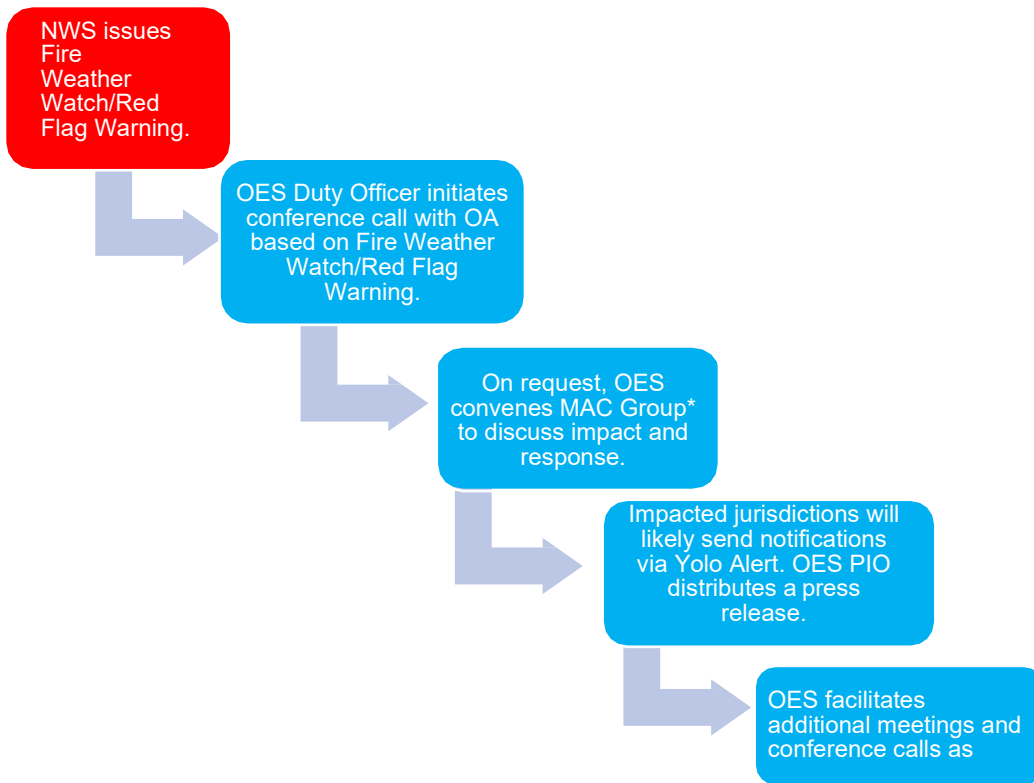 NWS issues
Fire
Weather
Watch/Red
Flag Warning.
OES Duty Officer initiates
conference call with OA
based on Fire Weather
Watch/Red Flag
Warning.
On request, OES
convenes MAC Group*
to discuss impact and
response.
Impacted jurisdictions will
likely send notifications
via Yolo Alert. OES PIO
distributes a press
release.
OES facilitates
additional meetings and
conference calls as